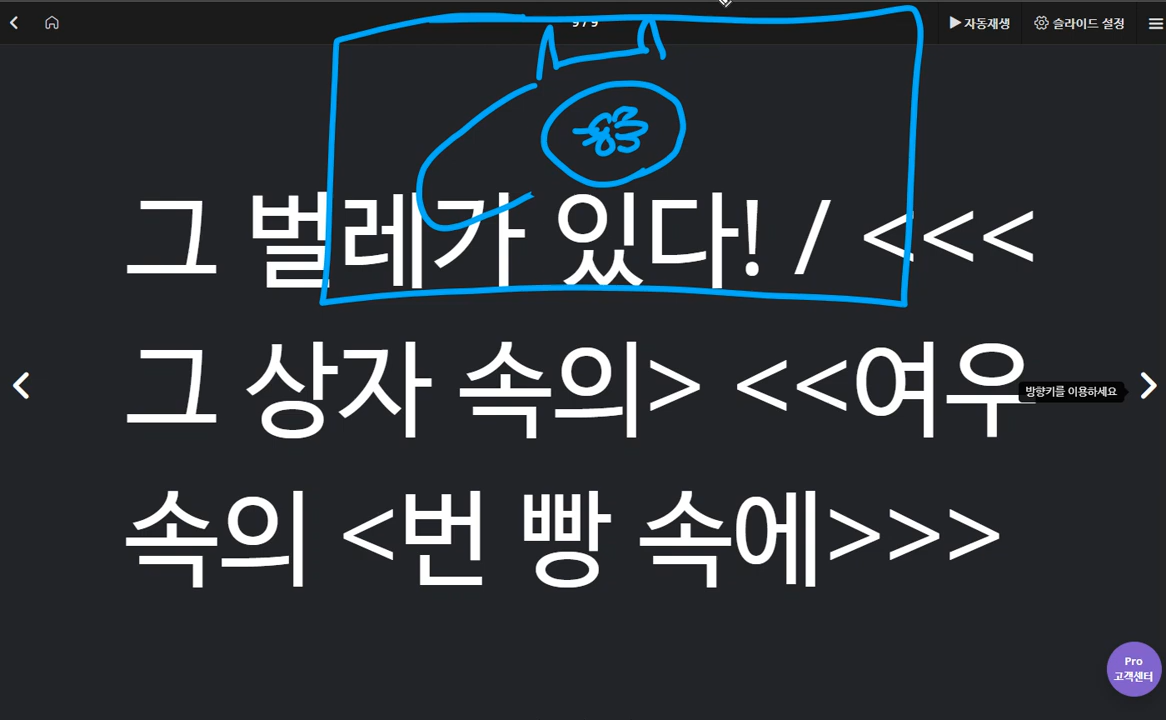 9 / 9
자동재생
슬라이드 설정
그 벌레가 있다! / <<<
그 상자 속의> <<여우
방향키를 이용하세요
속의 <번 빵 속에>>>
Pro
고객센터